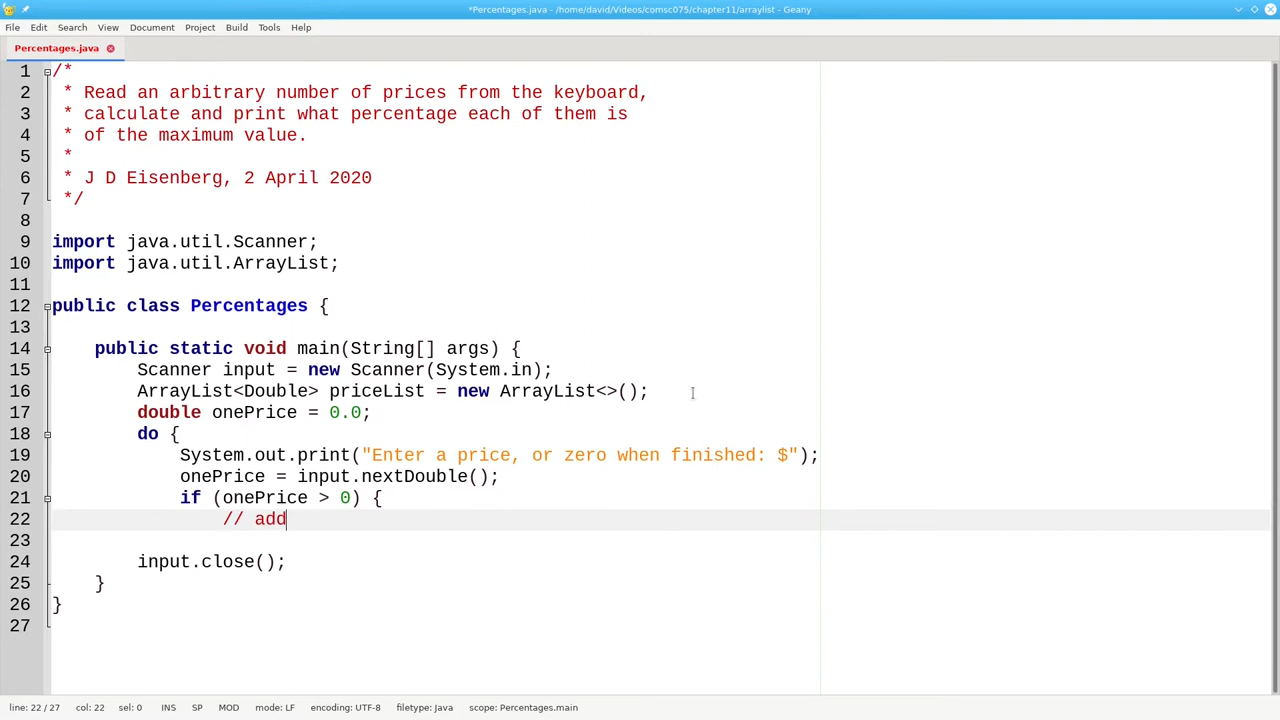 *Percentages.java - /home/david/Videos/comsc075/chapter11/arraylist - Geany
File Edit Search View Document Project Build Tools Help
Percentages.java
1 /*
2  * Read an arbitrary number of prices from the keyboard,
3  * calculate and print what percentage each of them is
4  * of the maximum value.
5  *
6  * J D Eisenberg, 2 April 2020
7  */
8
9 import java.util.Scanner;
10 import java.util.ArrayList;
11
12 public class Percentages {
13
14     public static void main(String[] args) {
15         Scanner input = new Scanner(System.in);
16         ArrayList<Double> priceList = new ArrayList<>();
17         double onePrice = 0.0;
18         do {
19             System.out.print("Enter a price, or zero when finished: $");
20             onePrice = input.nextDouble();
21             if (onePrice > 0) {
22                 // add
23
24         input.close();
25     }
26 }
27
line: 22 / 27 col: 22 sel: 0 INS SP MOD mode: LF encoding: UTF-8 filetype: Java scope: Percentages.main